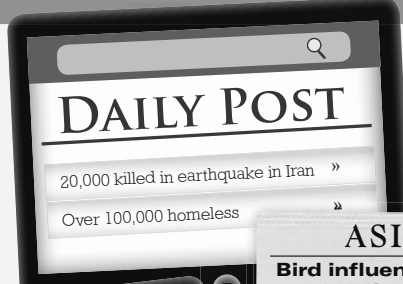 DAILY POST
20,000 killed in earthquake in Iran »
Over 100,000 homeless »
ASI
Bird influen